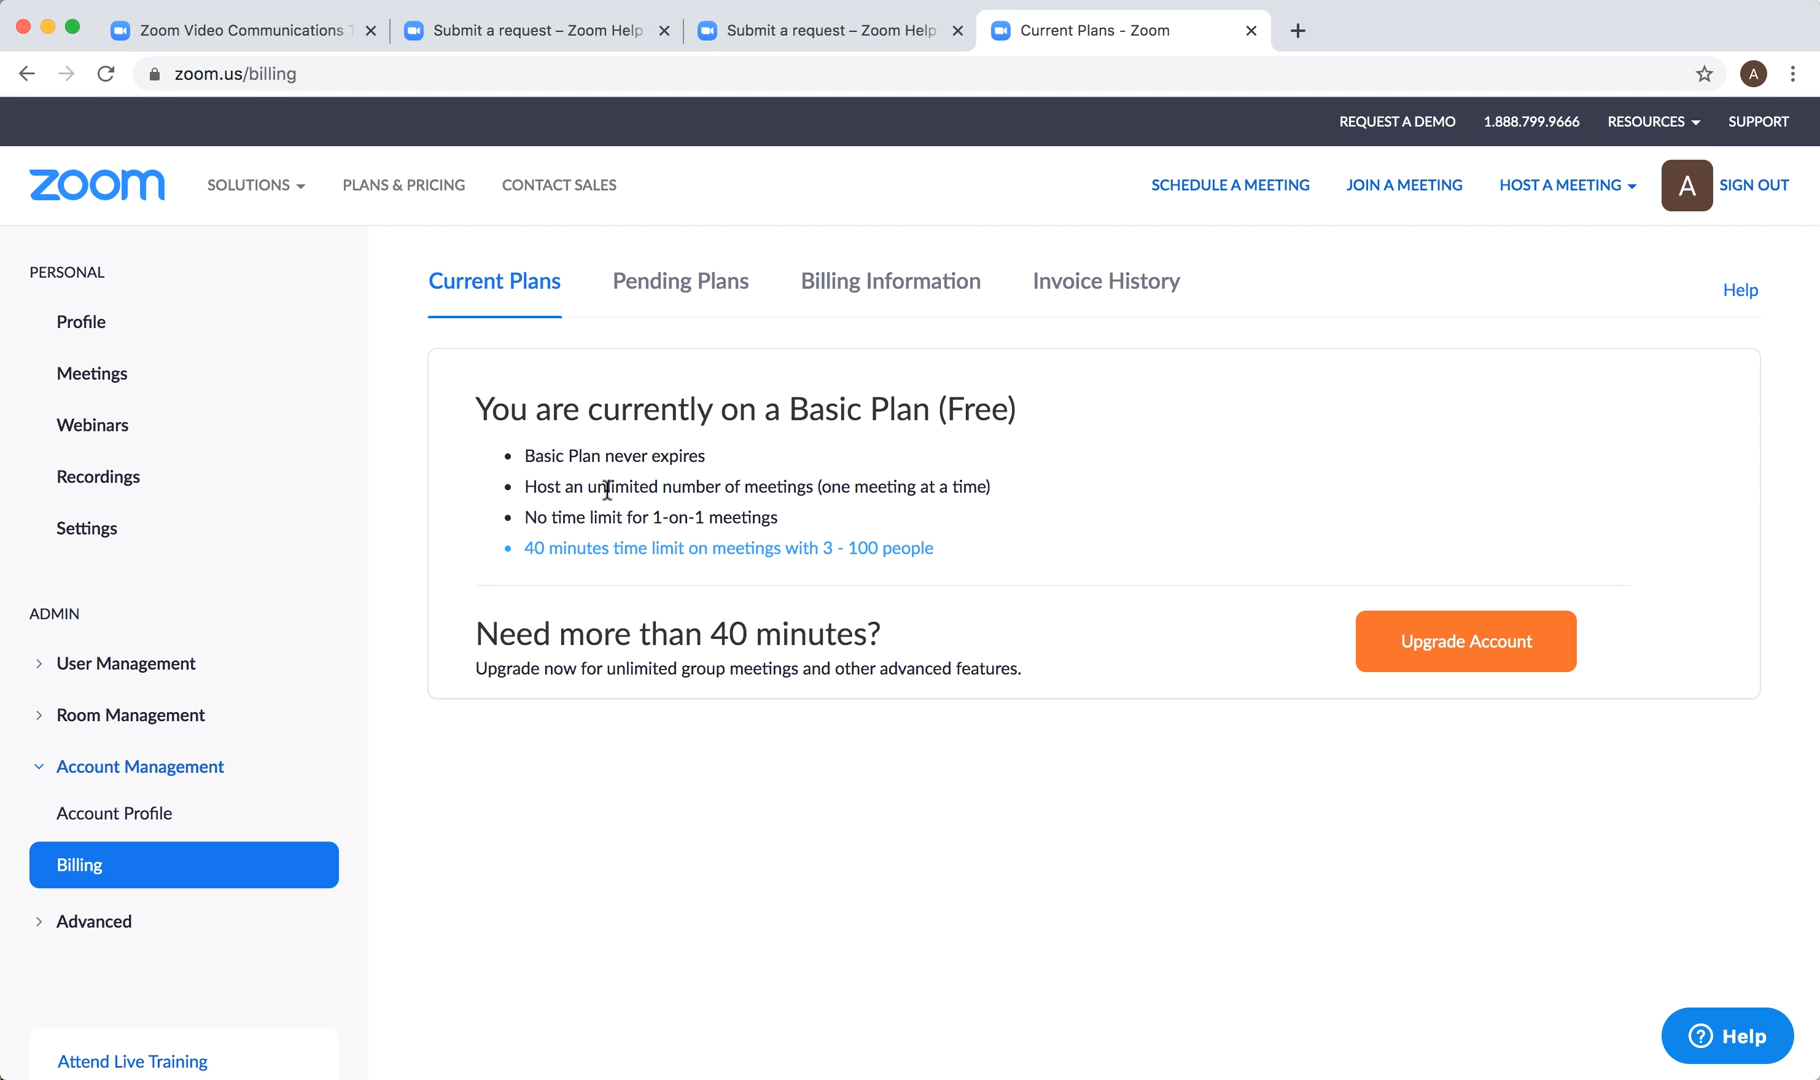 Zoom Video Communications
Submit a request – Zoom Help
Submit a request – Zoom Help
Current Plans - Zoom
zoom.us/billing
A
REQUEST A DEMO
1.888.799.9666
RESOURCES
SUPPORT
zoom
SOLUTIONS
PLANS & PRICING
CONTACT SALES
SCHEDULE A MEETING
JOIN A MEETING
HOST A MEETING
A
SIGN OUT
PERSONAL
Profile
Meetings
Webinars
Recordings
Settings
ADMIN
User Management
Room Management
Account Management
Account Profile
Billing
Advanced
Attend Live Training
Current Plans
Pending Plans
Billing Information
Invoice History
Help
You are currently on a Basic Plan (Free)
• Basic Plan never expires
• Host an unlimited number of meetings (one meeting at a time)
• No time limit for 1-on-1 meetings
• 40 minutes time limit on meetings with 3 - 100 people
Need more than 40 minutes?
Upgrade now for unlimited group meetings and other advanced features.
Upgrade Account
Help